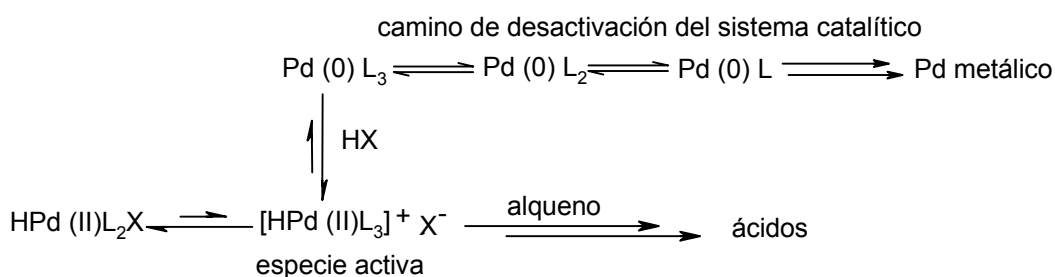 camino de desactivación del sistema catalítico
Pd (0) L3 Pd (0) L2 Pd (0) L Pd metálico
HX
HPd (II)L2X [HPd (II)L3]+ X- alqueno ácidos
especie activa